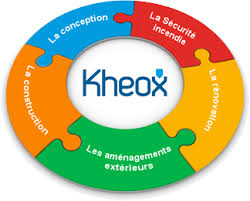 La conception
La Sécurité
incendie
Kheox
La construction
La rénovation
Les aménagements
extérieurs